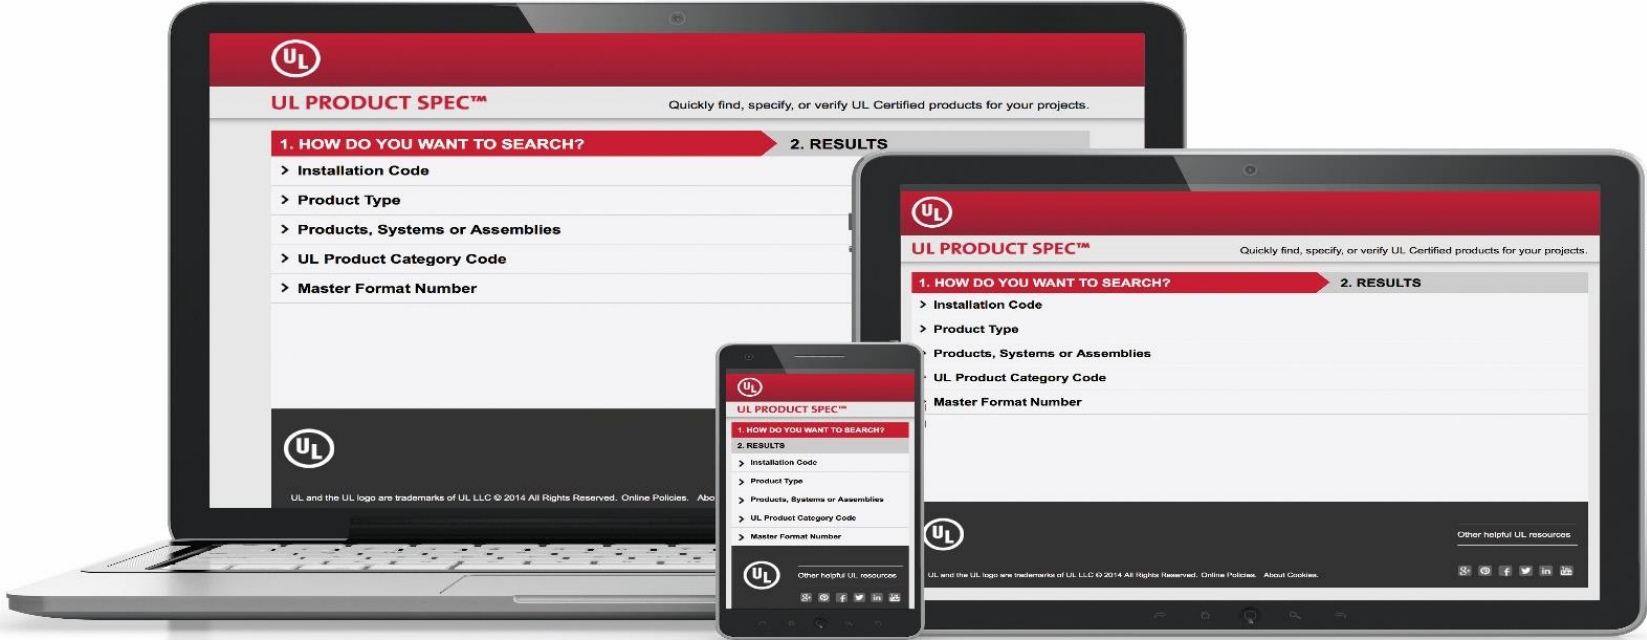 UL
UL PRODUCT SPEC™
Quickly find, specify, or verify UL Certified products for your projects.
1. HOW DO YOU WANT TO SEARCH?
2. RESULTS
> Installation Code
> Product Type
> Products, Systems or Assemblies
> UL Product Category Code
> Master Format Number
UL
UL and the UL logo are trademarks of UL LLC © 2014 All Rights Reserved. Online Policies. Abo
UL
UL PRODUCT SPEC™
1. HOW DO YOU WANT TO SEARCH?
2. RESULTS
> Installation Code
> Product Type
> Products, Systems or Assemblies
> UL Product Category Code
> Master Format Number
UL
Other helpful UL resources
g+ f in You Tube
UL
UL PRODUCT SPEC™
Quickly find, specify, or verify UL Certified products for your projects.
1. HOW DO YOU WANT TO SEARCH?
2. RESULTS
> Installation Code
> Product Type
Products, Systems or Assemblies
UL Product Category Code
Master Format Number
UL
Other helpful UL resources
UL and the UL logo are trademarks of UL LLC © 2014 All Rights Reserved. Online Policies. About Cookies.
g+ f in You Tube